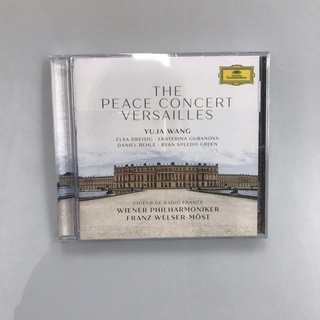 THE
PEACE CONCERT
VERSAILLES
YUJA WANG
ELSA DREISIG · EKATERINA GUBANOVA
DANIEL BEHLE · RYAN SPEEDO GREEN
CHŒUR DE RADIO FRANCE
WIENER PHILHARMONIKER
FRANZ WELSER-MÖST